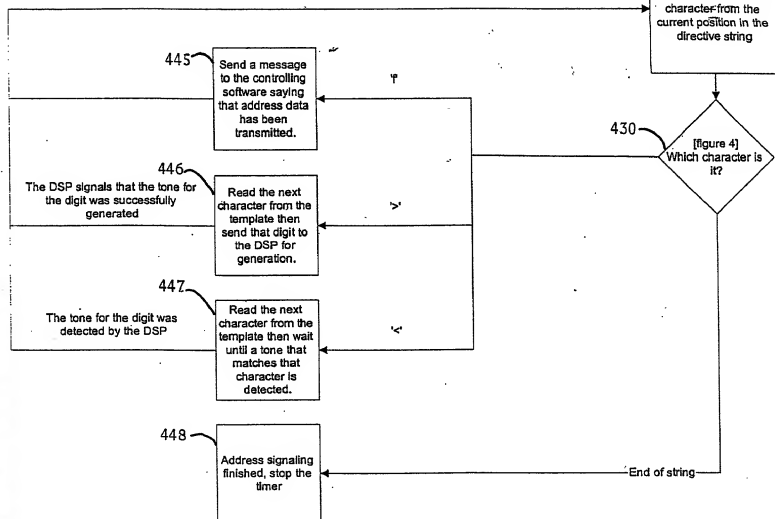 character from the
current position in the
directive string
445
Send a message
to the controlling
software saying
that address data
has been
transmitted.
430
[figure 4]
Which character is
it?
446
The DSP signals that the tone for
the digit was successfully
generated
Read the next
character from the
template then
send that digit to
the DSP for
generation.
'>'
447
The tone for the digit was
detected by the DSP
Read the next
character from the
template then wait
until a tone that
matches that
character is
detected.
'<'
448
Address signaling
finished, stop the
timer
End of string